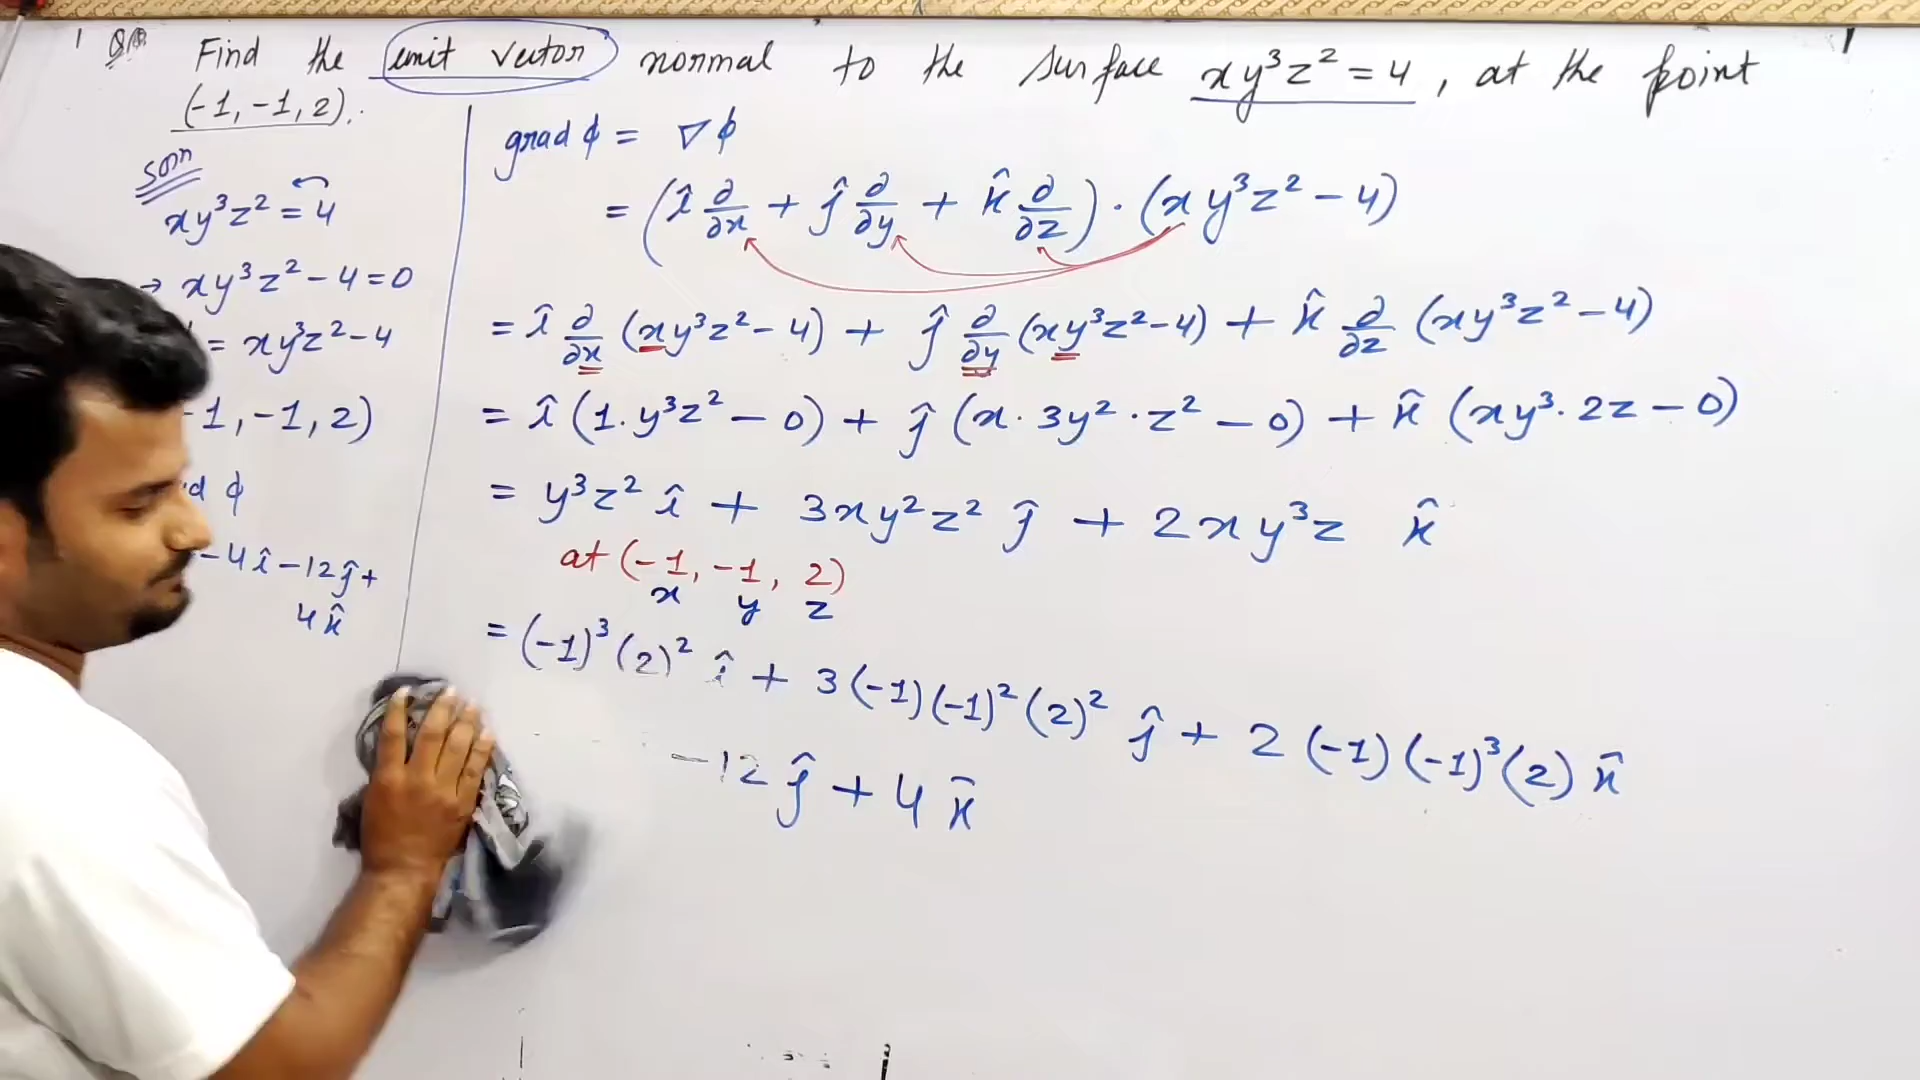 Find the unit vector normal to the surface xy³z² = 4, at the point
(-1, -1, 2).
Soln
xy³z² = 4
→ xy³z² - 4 = 0
= xy³z² - 4
-1, -1, 2)
d ϕ
-4î - 12ĵ +
4k̂
grad ϕ = ∇ϕ
= (î ∂/∂x + ĵ ∂/∂y + k̂ ∂/∂z) · (xy³z² - 4)
= î ∂/∂x (xy³z² - 4) + ĵ ∂/∂y (xy³z² - 4) + k̂ ∂/∂z (xy³z² - 4)
= î (1·y³z² - 0) + ĵ (x·3y²·z² - 0) + k̂ (xy³·2z - 0)
= y³z² î + 3xy²z² ĵ + 2xy³z k̂
at (-1, -1, 2)
x y z
= (-1)³ (2)² î + 3(-1)(-1)²(2)² ĵ + 2(-1)(-1)³(2) k̂
-12ĵ + 4k̂